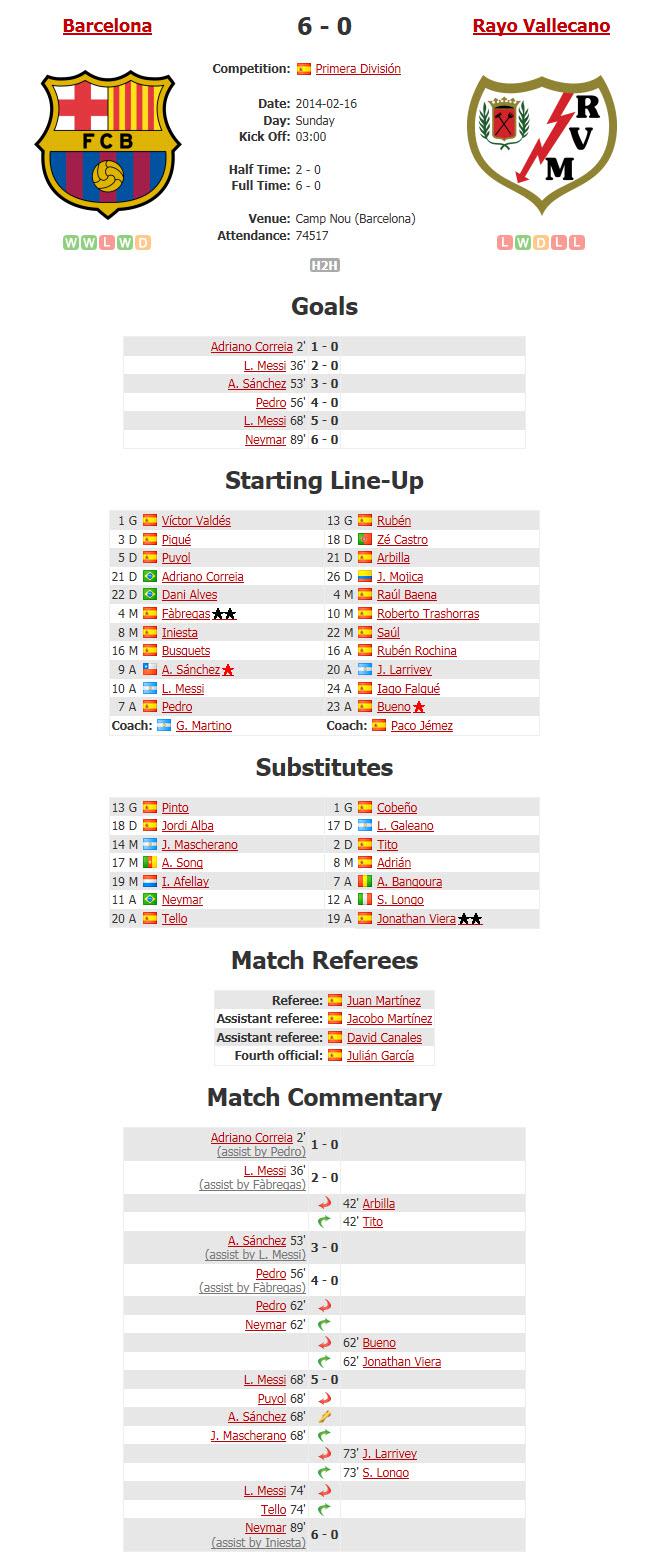 Barcelona 6 - 0 Rayo Vallecano
Competition: Primera División
FCB
RVM
Date: 2014-02-16
Day: Sunday
Kick Off: 03:00
Half Time: 2 - 0
Full Time: 6 - 0
Venue: Camp Nou (Barcelona)
Attendance: 74517
W W L W D
L W D L L
H2H
Goals
Adriano Correia 2' 1 - 0
L. Messi 36' 2 - 0
A. Sánchez 53' 3 - 0
Pedro 56' 4 - 0
L. Messi 68' 5 - 0
Neymar 89' 6 - 0
Starting Line-Up
1 G Víctor Valdés 13 G Rubén
3 D Piqué 18 D Zé Castro
5 D Puyol 21 D Arbilla
21 D Adriano Correia 26 D J. Mojica
22 D Dani Alves 4 M Raúl Baena
4 M Fàbregas 10 M Roberto Trashorras
8 M Iniesta 22 M Saúl
16 M Busquets 16 A Rubén Rochina
9 A A. Sánchez 20 A J. Larrivey
10 A L. Messi 24 A Iago Falqué
7 A Pedro 23 A Bueno
Coach: G. Martino Coach: Paco Jémez
Substitutes
13 G Pinto 1 G Cobeño
18 D Jordi Alba 17 D L. Galeano
14 M J. Mascherano 2 D Tito
17 M A. Song 8 M Adrián
19 M I. Afellay 7 A A. Bangoura
11 A Neymar 12 A S. Longo
20 A Tello 19 A Jonathan Viera
Match Referees
Referee: Juan Martínez
Assistant referee: Jacobo Martínez
Assistant referee: David Canales
Fourth official: Julián García
Match Commentary
Adriano Correia 2' 1 - 0
(assist by Pedro)
L. Messi 36' 2 - 0
(assist by Fàbregas)
42' Arbilla
42' Tito
A. Sánchez 53' 3 - 0
(assist by L. Messi)
Pedro 56' 4 - 0
(assist by Fàbregas)
Pedro 62'
Neymar 62'
62' Bueno
62' Jonathan Viera
L. Messi 68' 5 - 0
Puyol 68'
A. Sánchez 68'
J. Mascherano 68'
73' J. Larrivey
73' S. Longo
L. Messi 74'
Tello 74'
Neymar 89' 6 - 0
(assist by Iniesta)